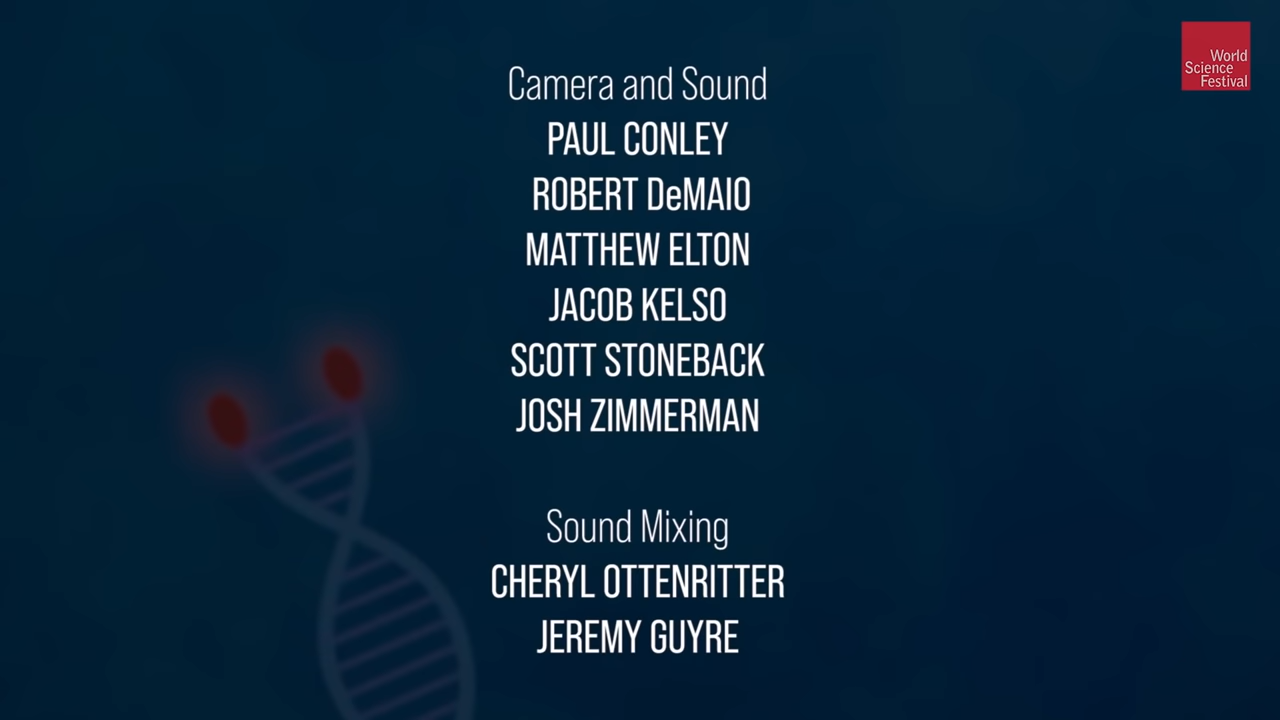 World
Science
Festival
Camera and Sound
PAUL CONLEY
ROBERT DeMAIO
MATTHEW ELTON
JACOB KELSO
SCOTT STONEBACK
JOSH ZIMMERMAN
Sound Mixing
CHERYL OTTENRITTER
JEREMY GUYRE